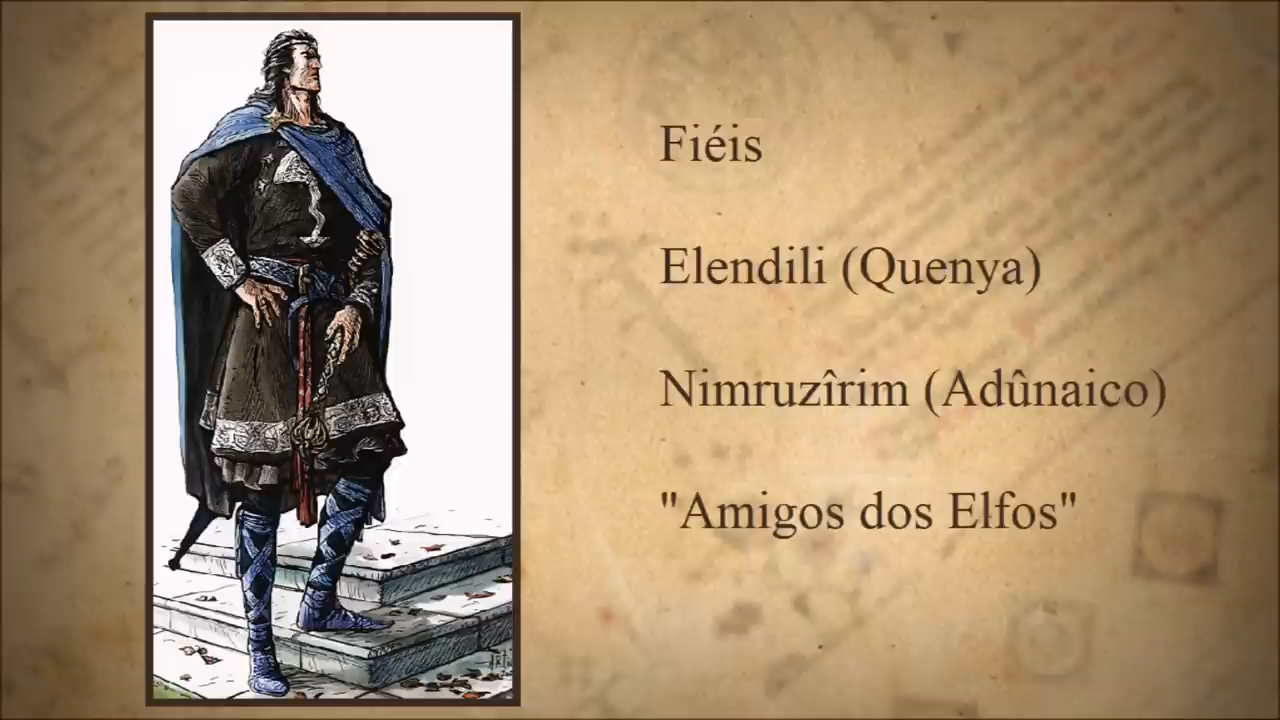 Fiéis
Elendili (Quenya)
Nimruzîrim (Adûnaico)
"Amigos dos Elfos"